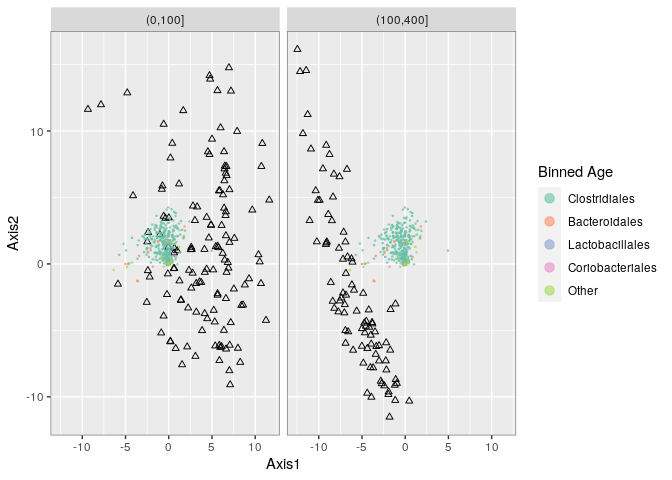 (0,100]
(100,400]
10
0
-10
Axis2
-10
-5
0
5
10
-10
-5
0
5
10
Axis1
Binned Age
Clostridiales
Bacteroidales
Lactobacillales
Coriobacteriales
Other